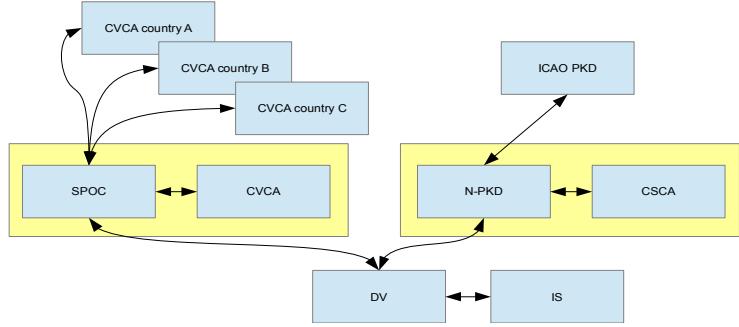 CVCA country A
CVCA country B
ICAO PKD
CVCA country C
SPOC
CVCA
N-PKD
CSCA
DV
IS